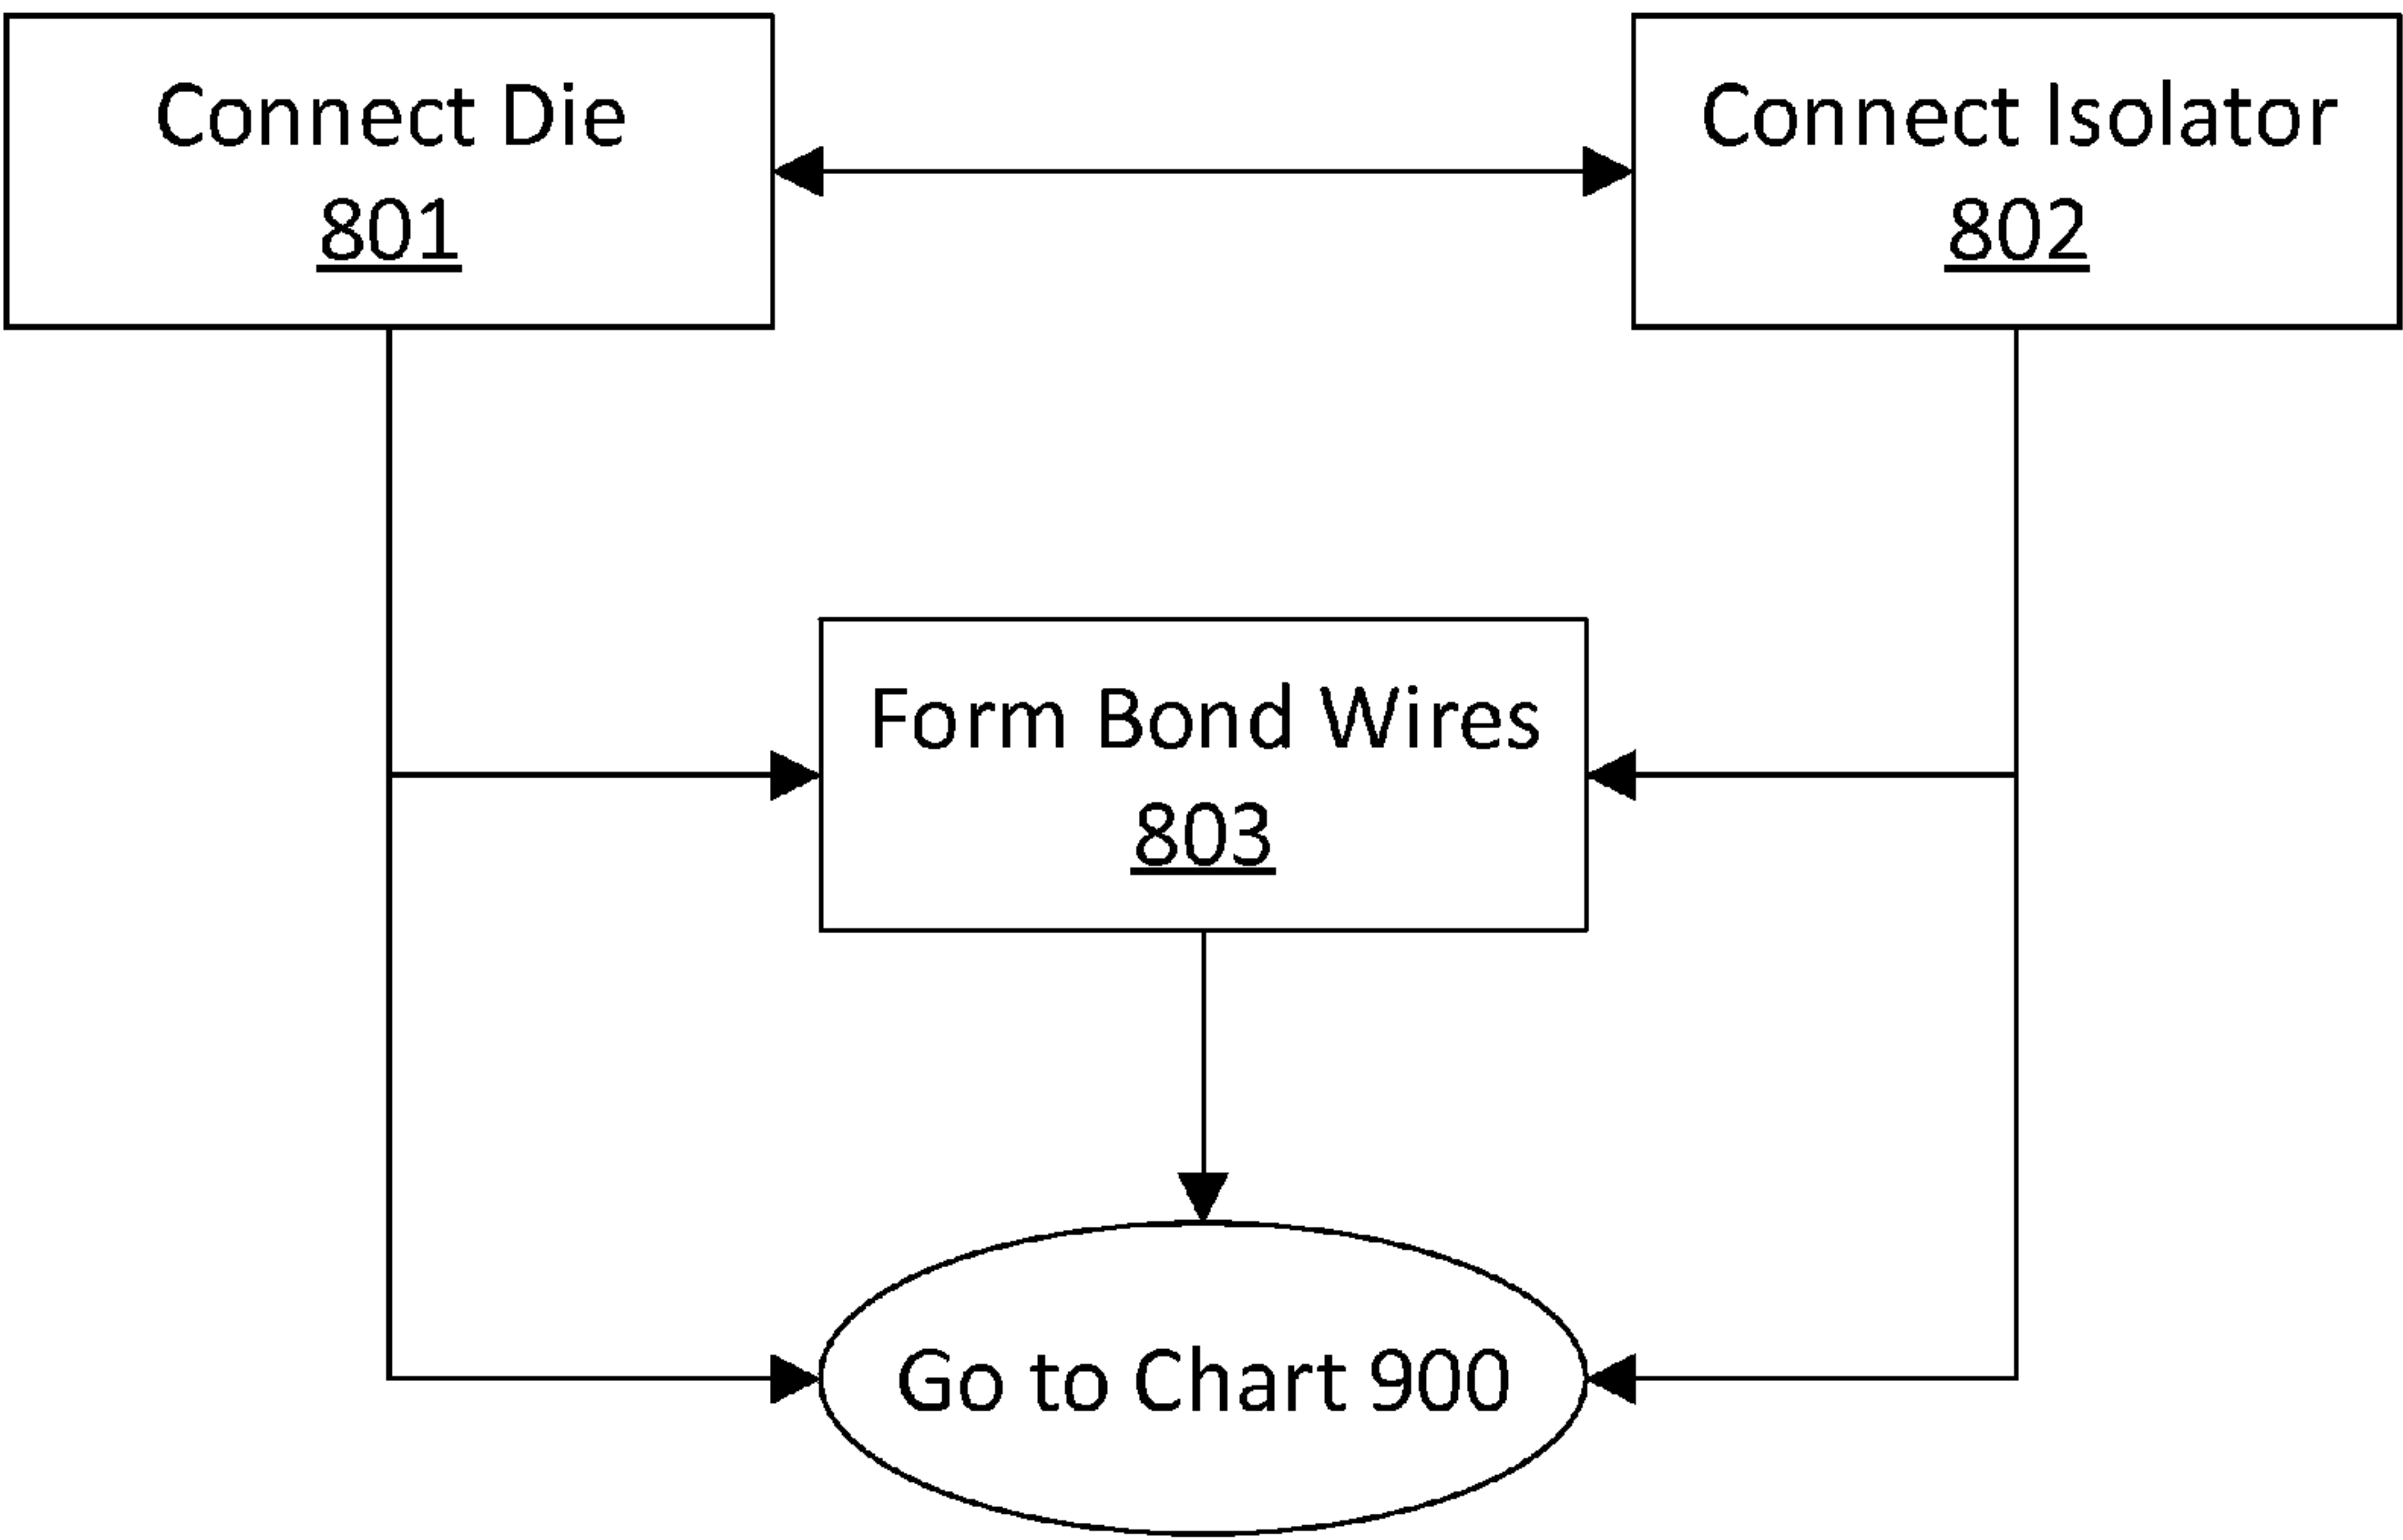 Connect Die
801
Connect Isolator
802
Form Bond Wires
803
Go to Chart 900